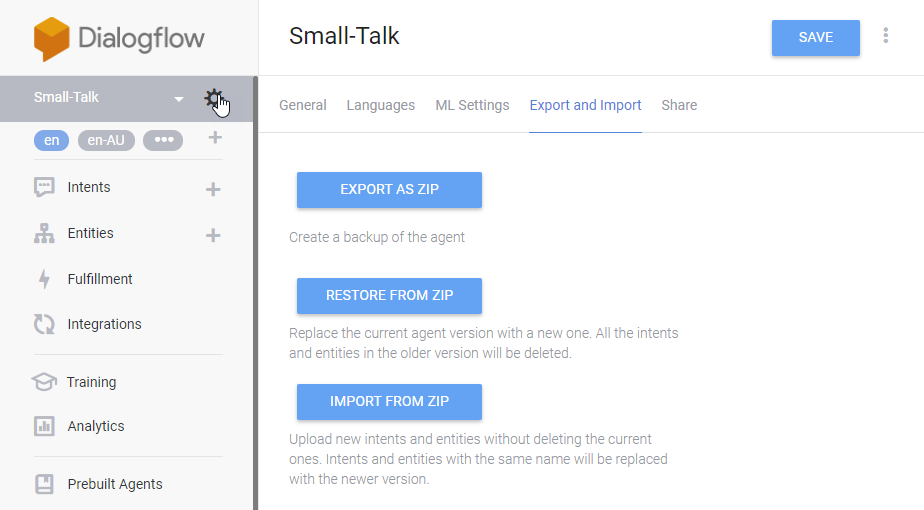 Dialogflow
Small-Talk
en
en-AU
Intents
Entities
Fulfillment
Integrations
Training
Analytics
Prebuilt Agents
Small-Talk
SAVE
General Languages ML Settings Export and Import Share
EXPORT AS ZIP
Create a backup of the agent
RESTORE FROM ZIP
Replace the current agent version with a new one. All the intents
and entities in the older version will be deleted.
IMPORT FROM ZIP
Upload new intents and entities without deleting the current
ones. Intents and entities with the same name will be replaced
with the newer version.